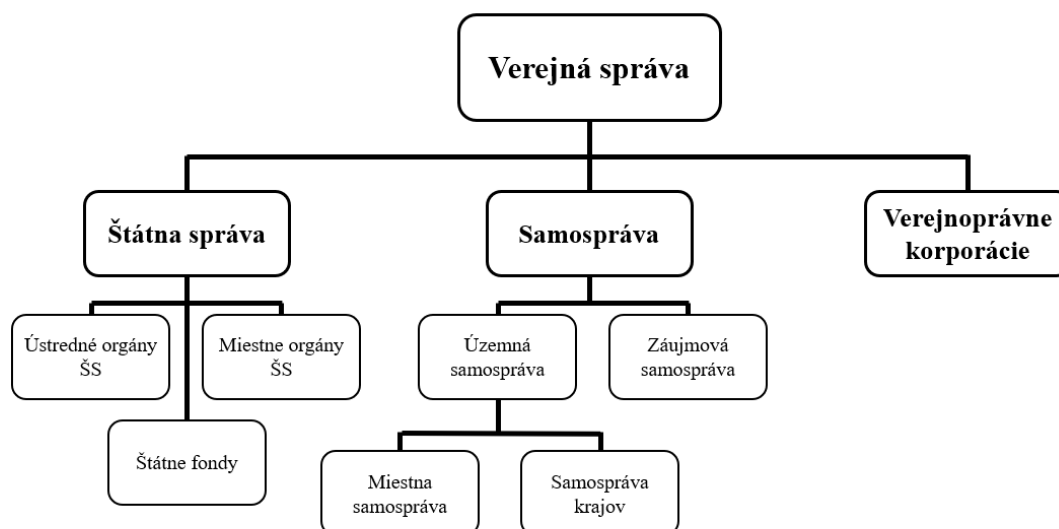 Verejná správa
Štátna správa
Samospráva
Verejnoprávne
korporácie
Ústredné orgány
ŠS
Miestne orgány
ŠS
Územná
samospráva
Záujmová
samospráva
Štátne fondy
Miestna
samospráva
Samospráva
krajov